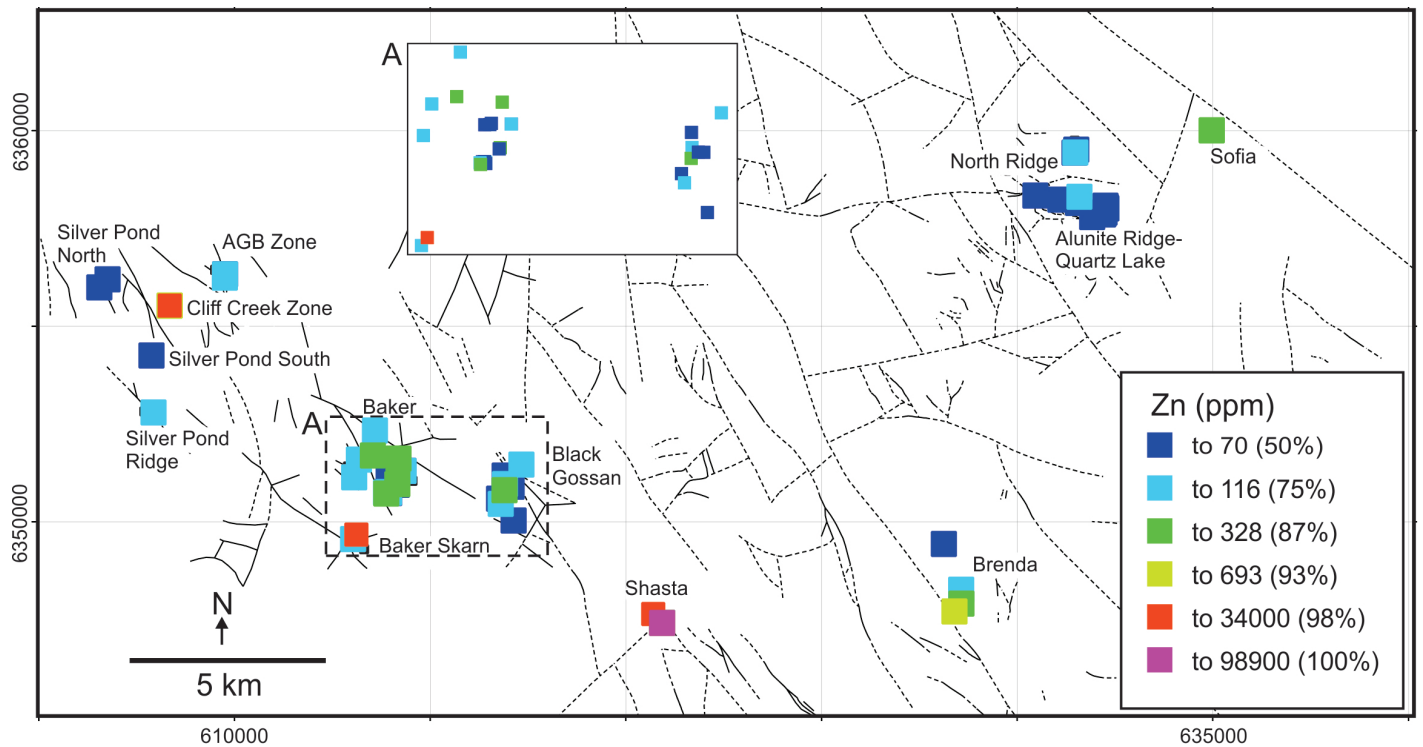 A
6360000
North Ridge
Sofia
Silver Pond
North
AGB Zone
Alunite Ridge-
Quartz Lake
Cliff Creek Zone
Silver Pond South
Silver Pond
Ridge
Baker
A
Black
Gossan
Baker Skarn
6350000
Shasta
Brenda
N
5 km
Zn (ppm)
to 70 (50%)
to 116 (75%)
to 328 (87%)
to 693 (93%)
to 34000 (98%)
to 98900 (100%)
610000
635000